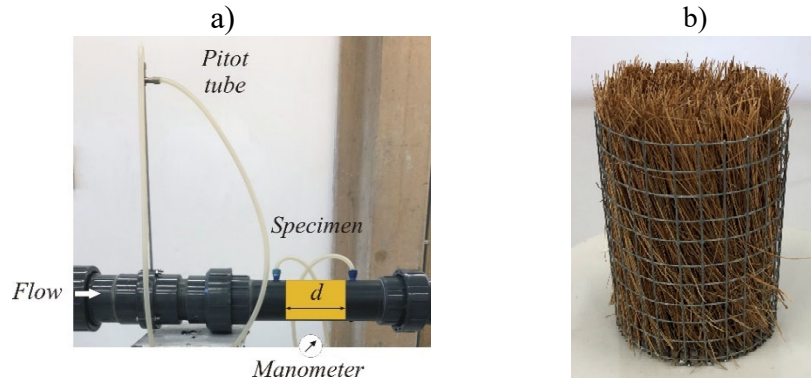 a)
b)
Pitot
tube
Specimen
Flow
d
Manometer